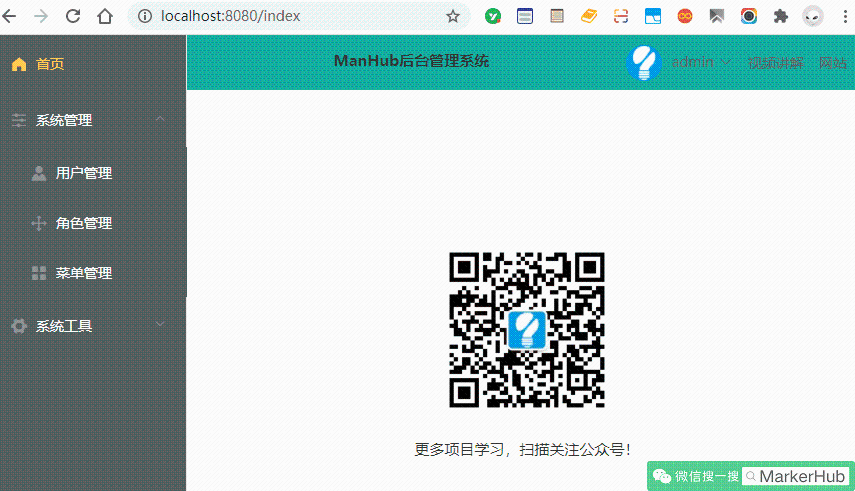 localhost:8080/index
首页
ManHub后台管理系统
admin
视频讲解
网站
系统管理
用户管理
角色管理
菜单管理
系统工具
更多项目学习，扫描关注公众号！
微信搜一搜
MarkerHub